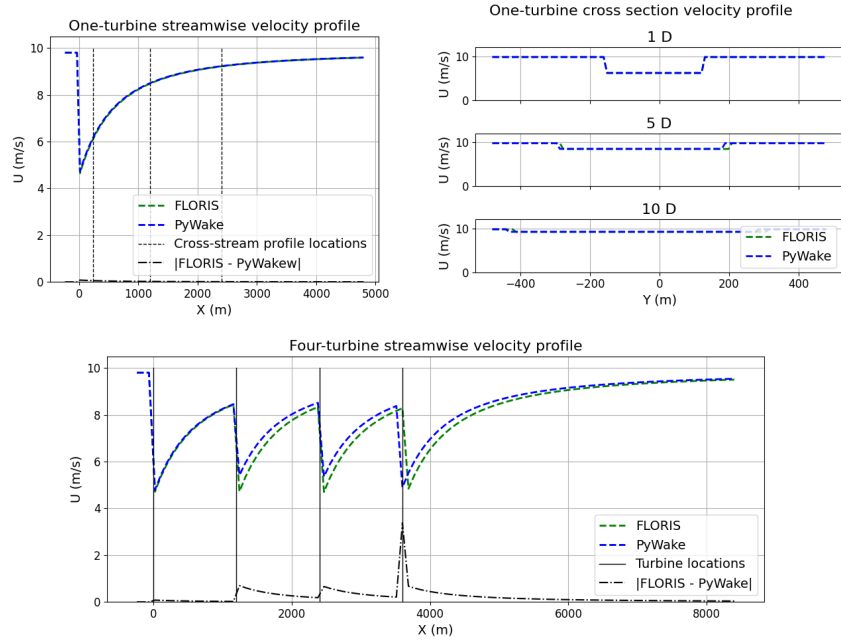 One-turbine streamwise velocity profile
10
8
6
4
2
0
U (m/s)
FLORIS
PyWake
Cross-stream profile locations
|FLORIS - PyWakew|
0 1000 2000 3000 4000 5000
X (m)
One-turbine cross section velocity profile
1 D
10
0
U (m/s)
5 D
10
0
U (m/s)
10 D
10
0
U (m/s)
FLORIS
PyWake
−400 −200 0 200 400
Y (m)
Four-turbine streamwise velocity profile
10
8
6
4
2
0
U (m/s)
FLORIS
PyWake
Turbine locations
|FLORIS - PyWake|
0 2000 4000 6000 8000
X (m)